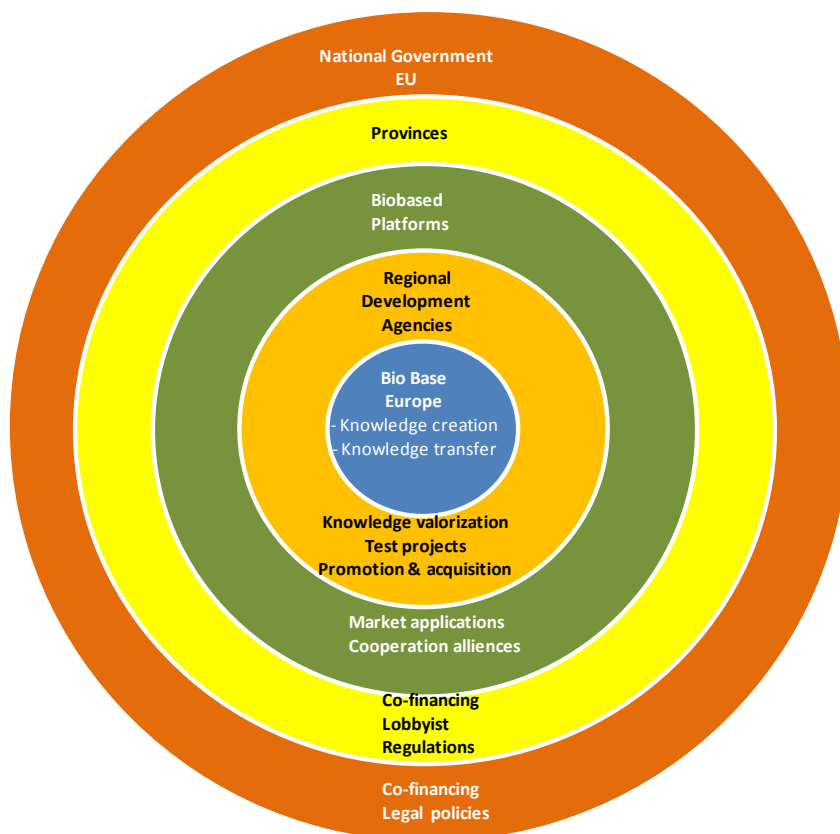 National Government
EU
Provinces
Biobased
Platforms
Regional
Development
Agencies
Bio Base
Europe
- Knowledge creation
- Knowledge transfer
Knowledge valorization
Test projects
Promotion & acquisition
Market applications
Cooperation alliences
Co-financing
Lobbyist
Regulations
Co-financing
Legal policies